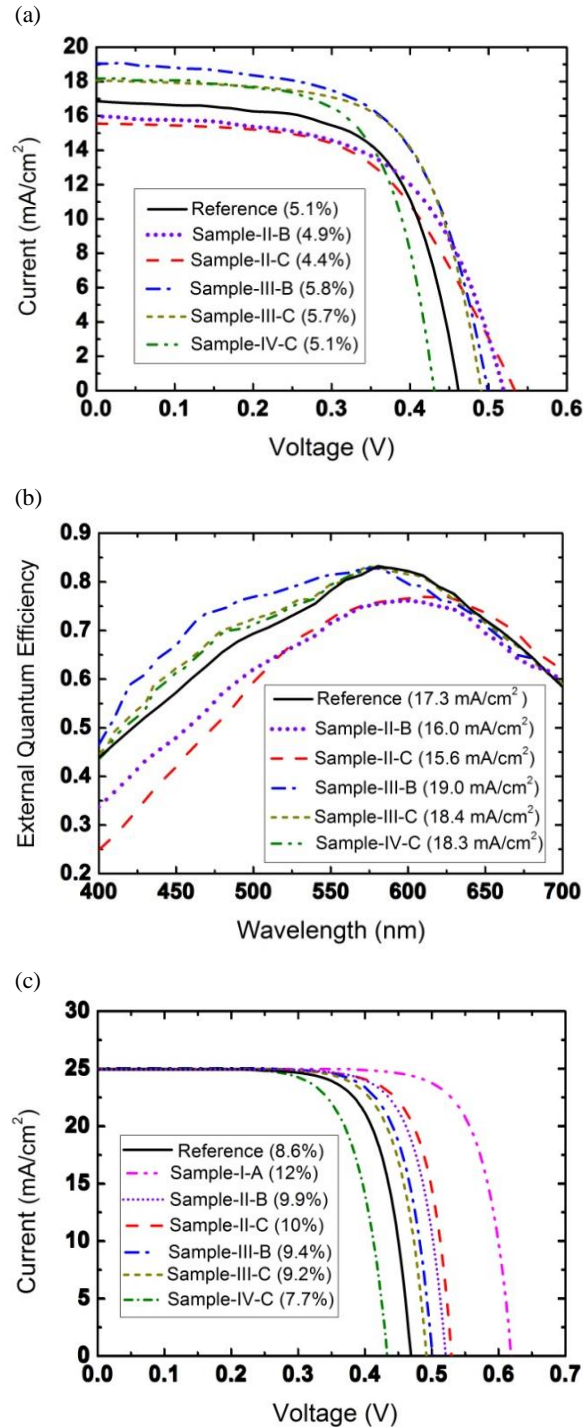 (a)
20
18
16
14
12
10
8
6
4
2
0
Current (mA/cm²)
Reference (5.1%)
Sample-II-B (4.9%)
Sample-II-C (4.4%)
Sample-III-B (5.8%)
Sample-III-C (5.7%)
Sample-IV-C (5.1%)
0.0 0.1 0.2 0.3 0.4 0.5 0.6
Voltage (V)
(b)
0.9
0.8
0.7
0.6
0.5
0.4
0.3
0.2
External Quantum Efficiency
Reference (17.3 mA/cm²)
Sample-II-B (16.0 mA/cm²)
Sample-II-C (15.6 mA/cm²)
Sample-III-B (19.0 mA/cm²)
Sample-III-C (18.4 mA/cm²)
Sample-IV-C (18.3 mA/cm²)
400 450 500 550 600 650 700
Wavelength (nm)
(c)
30
25
20
15
10
5
0
Current (mA/cm²)
Reference (8.6%)
Sample-I-A (12%)
Sample-II-B (9.9%)
Sample-II-C (10%)
Sample-III-B (9.4%)
Sample-III-C (9.2%)
Sample-IV-C (7.7%)
0.0 0.1 0.2 0.3 0.4 0.5 0.6 0.7
Voltage (V)